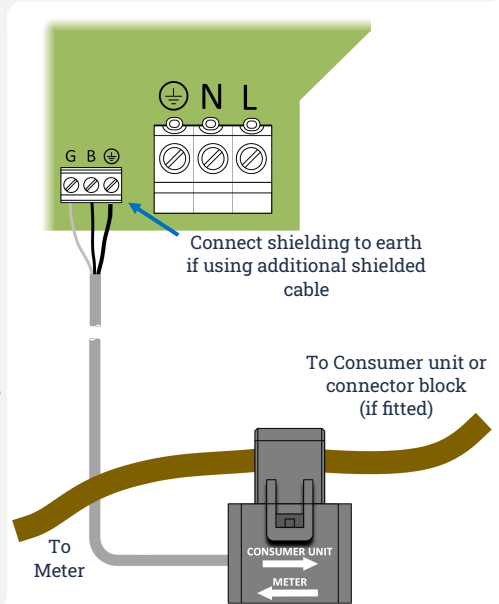 N L
G B
Connect shielding to earth
if using additional shielded
cable
To Consumer unit or
connector block
(if fitted)
To
Meter
CONSUMER UNIT
METER